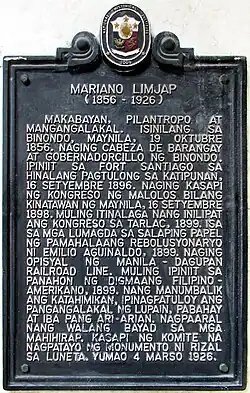 MARIANO LIMJAP
(1856 - 1926)
MAKABAYAN, PILANTROPO AT
MANGANGALAKAL. ISINILANG SA
BINONDO, MAYNILA, 19 OKTUBRE
1856. NAGING CABEZA DE BARANGAY
AT GOBERNADORCILLO NG BINONDO.
IPINIIT SA FORT SANTIAGO SA
HINALANG PAGTULONG SA KATIPUNAN,
16 SETYEMBRE 1896. NAGING KASAPI
NG KONGRESO NG MALOLOS BILANG
KINATAWAN NG MAYNILA, 16 SETYEMBRE
1898. MULING ITINALAGA NANG INILIPAT
ANG KONGRESO SA TARLAC, 1899. ISA
SA MGA LUMAGDA SA SALAPING PAPEL
NG PAMAHALAANG REBOLUSYONARYO
NI EMILIO AGUINALDO, 1899. NAGING
OPISYAL NG MANILA - DAGUPAN
RAILROAD LINE. MULING IPINIIT SA
PANAHON NG DIGMAANG FILIPINO-
AMERIKANO, 1899. NANG MANUMBALIK
ANG KATAHIMIKAN, IPINAGPATULOY ANG
PANGANGALAKAL NG LUPAIN, PABAHAY
AT IBA PANG ARI-ARIAN. NAGPAARAL
NANG WALANG BAYAD SA MGA
MAHIHIRAP. KASAPI NG KOMITE NA
NAGPATAYO NG MONUMENTO NI RIZAL
SA LUNETA. YUMAO 4 MARSO 1926.